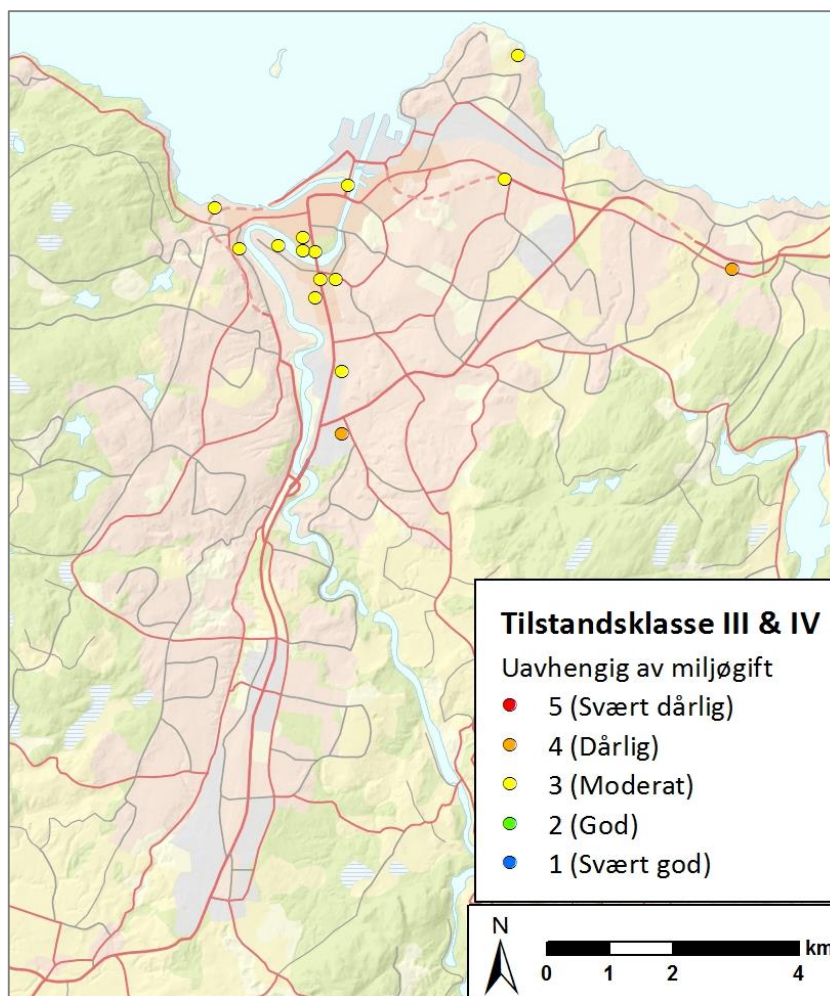 Tilstandsklasse III & IV
Uavhengig av miljøgift
5 (Svært dårlig)
4 (Dårlig)
3 (Moderat)
2 (God)
1 (Svært god)
N
km
0 1 2 4